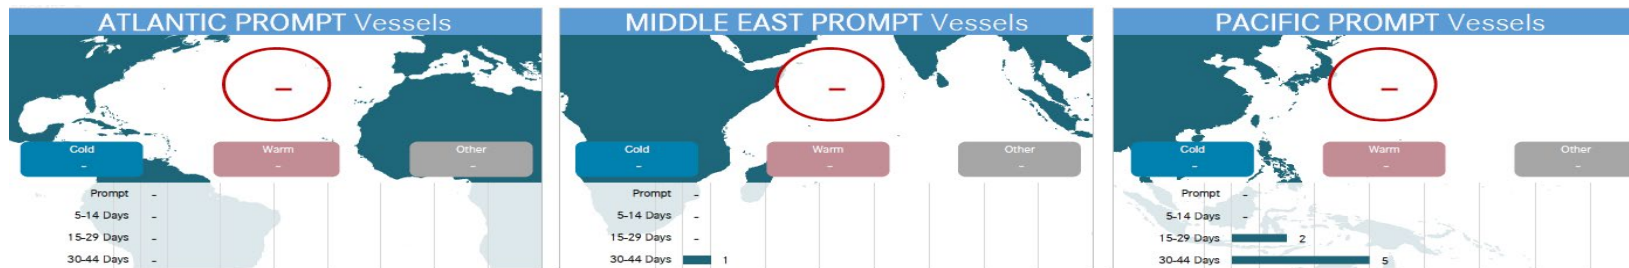 ATLANTIC PROMPT Vessels
–
Cold
-
Warm
-
Other
-
Prompt -
5-14 Days -
15-29 Days -
30-44 Days -
MIDDLE EAST PROMPT Vessels
–
Cold
-
Warm
-
Other
-
Prompt -
5-14 Days -
15-29 Days -
30-44 Days 1
PACIFIC PROMPT Vessels
–
Cold
-
Warm
-
Other
-
Prompt -
5-14 Days -
15-29 Days 2
30-44 Days 5